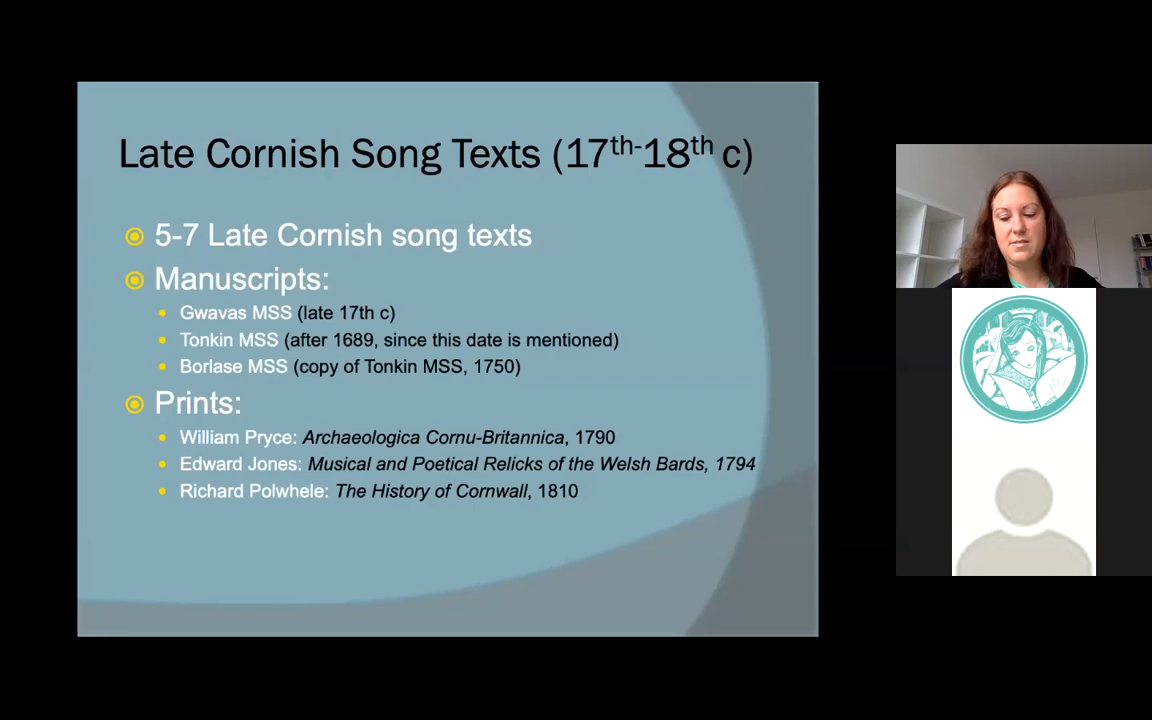 Late Cornish Song Texts (17th-18th c)
5-7 Late Cornish song texts
Manuscripts:
Gwavas MSS (late 17th c)
Tonkin MSS (after 1689, since this date is mentioned)
Borlase MSS (copy of Tonkin MSS, 1750)
Prints:
William Pryce: Archaeologica Cornu-Britannica, 1790
Edward Jones: Musical and Poetical Relicks of the Welsh Bards, 1794
Richard Polwhele: The History of Cornwall, 1810